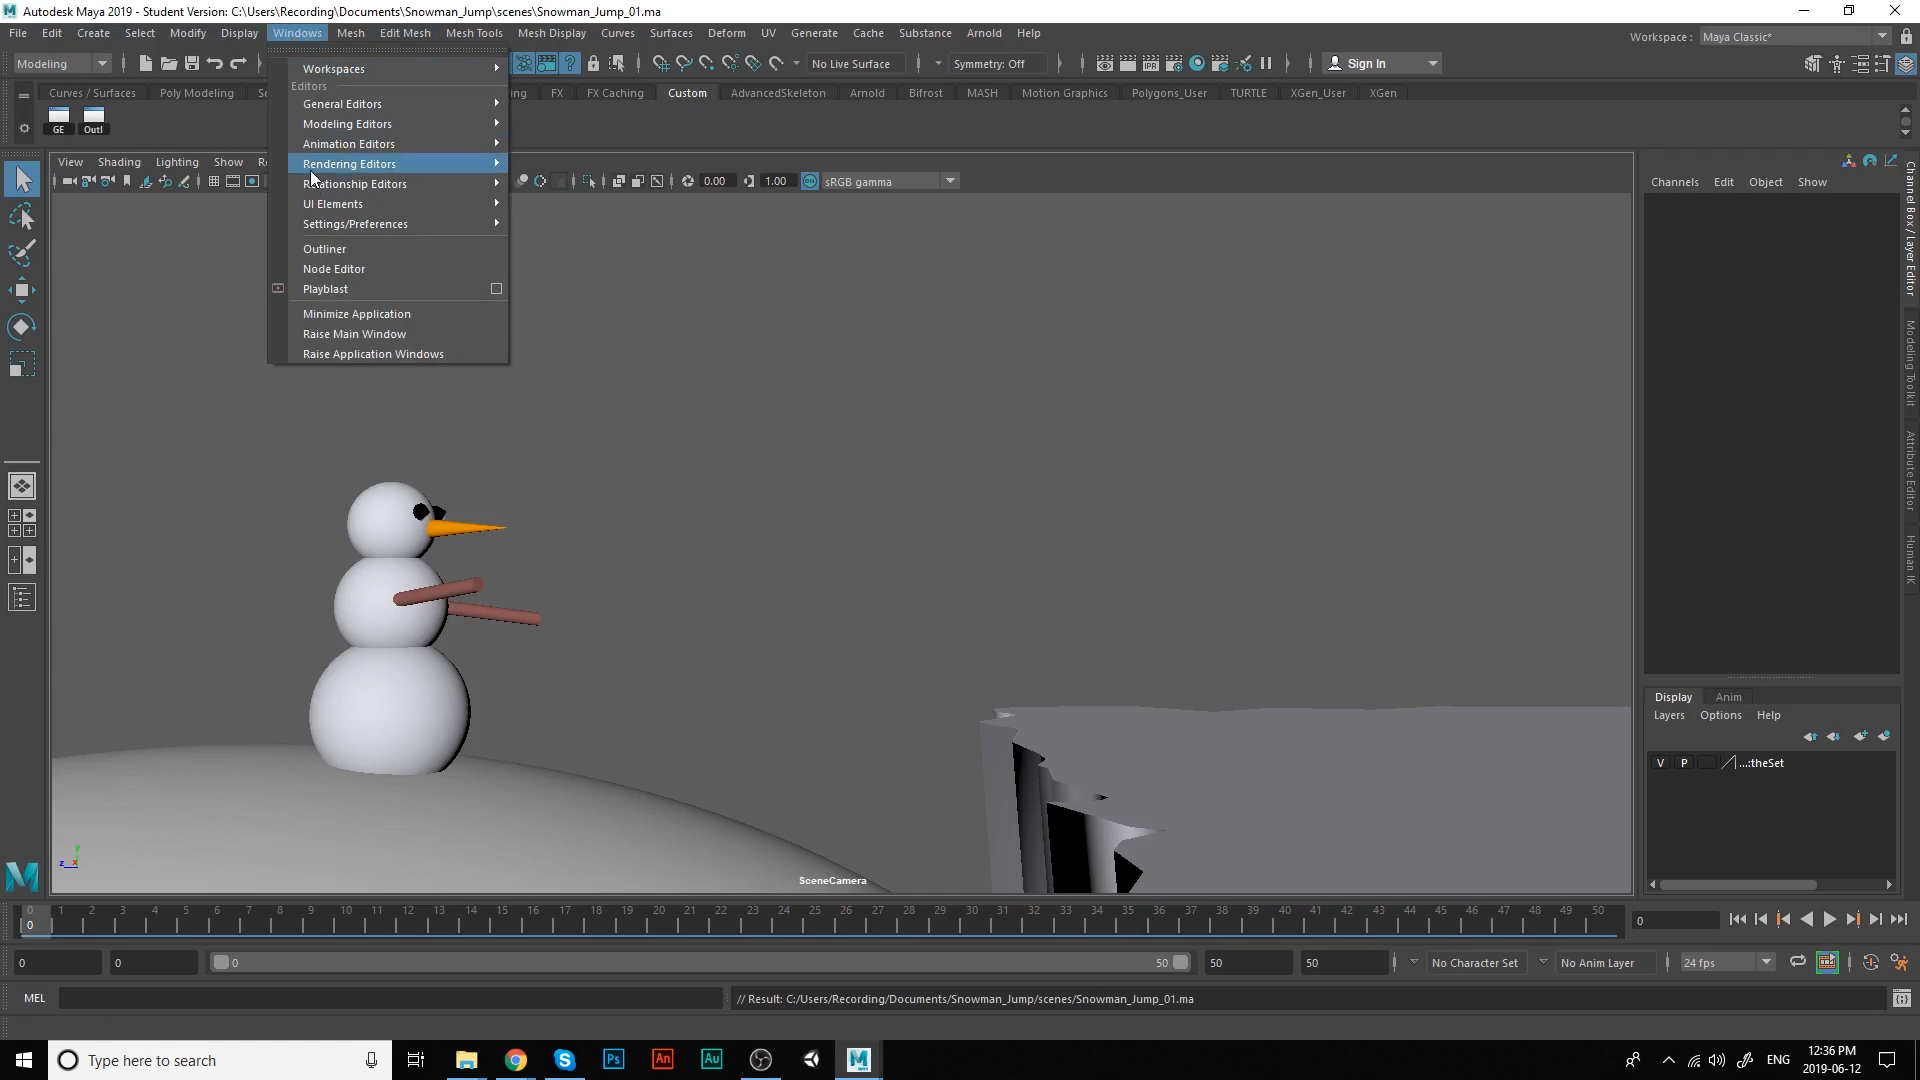 Autodesk Maya 2019 - Student Version: C:\Users\Recording\Documents\Snowman_Jump\scenes\Snowman_Jump_01.ma
File Edit Create Select Modify Display Windows Mesh Edit Mesh Mesh Tools Mesh Display Curves Surfaces Deform UV Generate Cache Substance Arnold Help
Workspace : Maya Classic*
Modeling
No Live Surface
Symmetry: Off
IPR
Sign In
Curves / Surfaces Poly Modeling
FX FX Caching Custom AdvancedSkeleton Arnold Bifrost MASH Motion Graphics Polygons_User TURTLE XGen_User XGen
GE Outl
View Shading Lighting Show
0.00 1.00 ON sRGB gamma
Workspaces
Editors
General Editors
Modeling Editors
Animation Editors
Rendering Editors
Relationship Editors
UI Elements
Settings/Preferences
Outliner
Node Editor
Playblast
Minimize Application
Raise Main Window
Raise Application Windows
Channels Edit Object Show
Channel Box / Layer Editor
Modeling Toolkit
Attribute Editor
Human IK
Display Anim
Layers Options Help
V P ...:theSet
y
z x
SceneCamera
0 1 2 3 4 5 6 7 8 9 10 11 12 13 14 15 16 17 18 19 20 21 22 23 24 25 26 27 28 29 30 31 32 33 34 35 36 37 38 39 40 41 42 43 44 45 46 47 48 49 50
0
0
0 0 0 50 50 50 No Character Set No Anim Layer 24 fps
MEL
// Result: C:/Users/Recording/Documents/Snowman_Jump/scenes/Snowman_Jump_01.ma
Type here to search
Ps An Au M
ENG
12:36 PM
2019-06-12